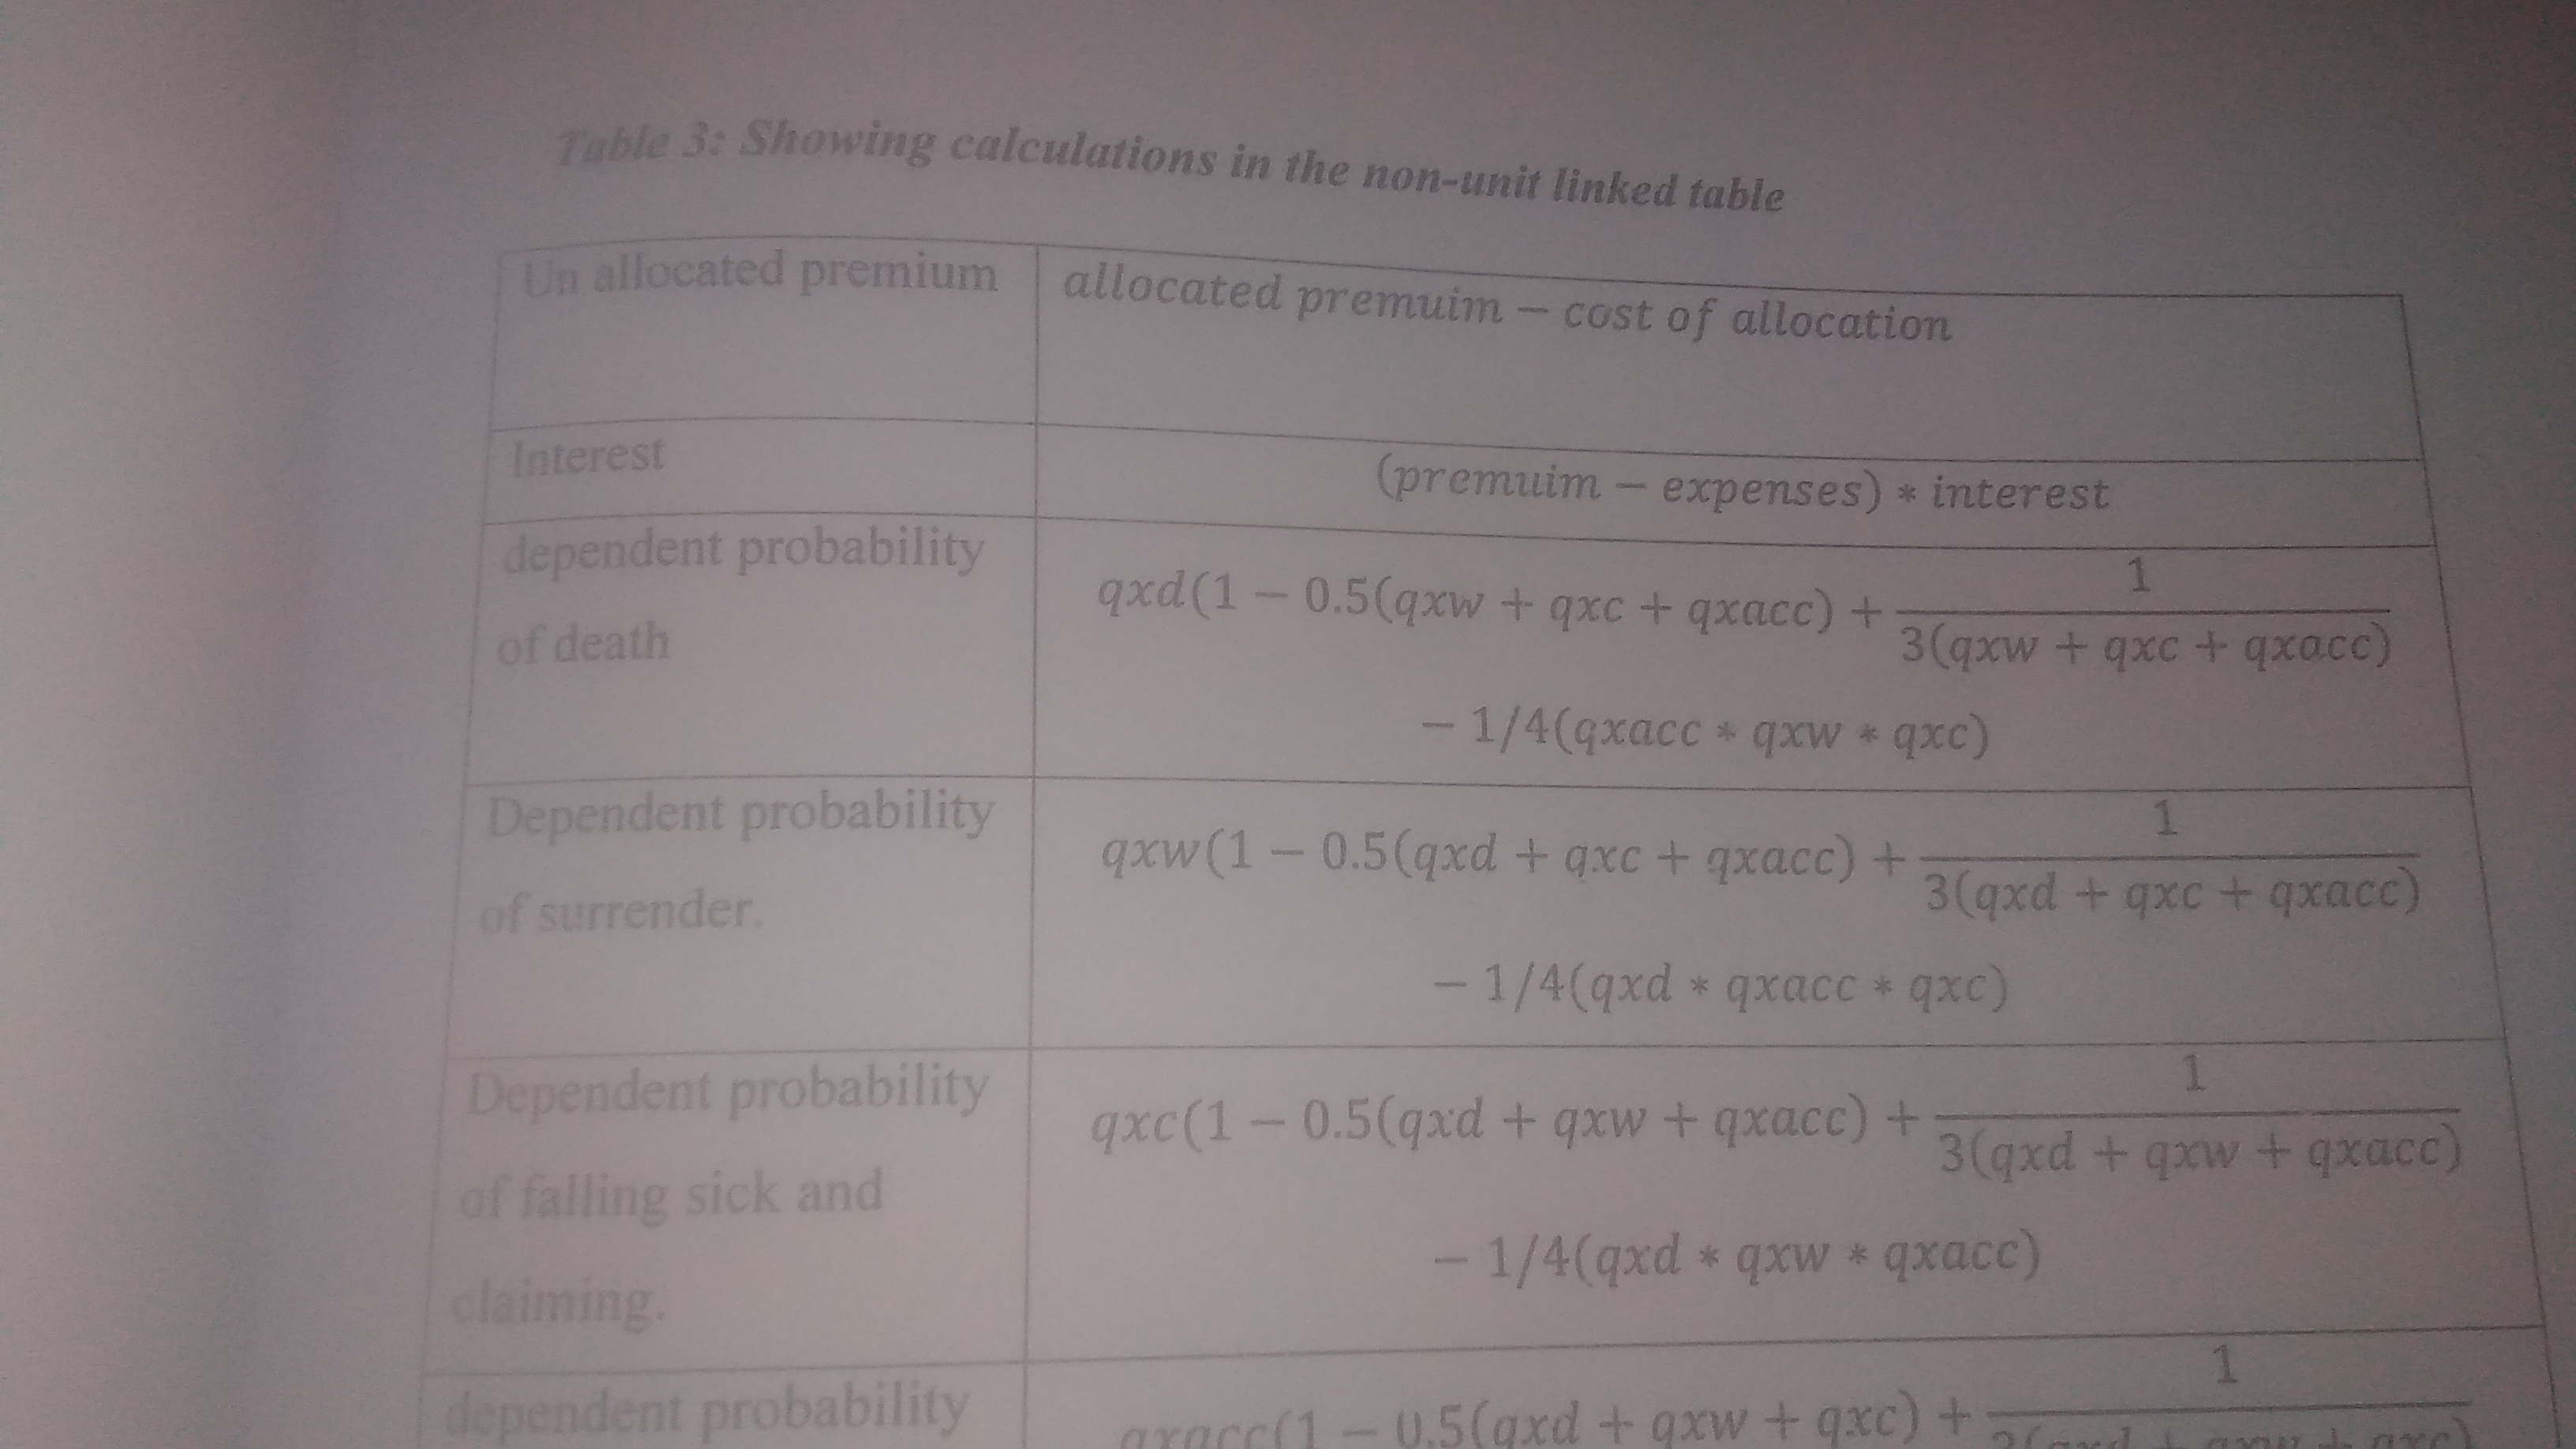 Table 3: Showing calculations in the non-unit linked table
Un allocated premium
allocated premuim − cost of allocation
Interest
(premuim − expenses) ∗ interest
dependent probability
of death
qxd(1 − 0.5(qxw + qxc + qxacc) + 1
3(qxw + qxc + qxacc)
− 1/4(qxacc ∗ qxw ∗ qxc)
Dependent probability
of surrender.
qxw(1 − 0.5(qxd + qxc + qxacc) + 1
3(qxd + qxc + qxacc)
− 1/4(qxd ∗ qxacc ∗ qxc)
Dependent probability
of falling sick and
claiming.
qxc(1 − 0.5(qxd + qxw + qxacc) + 1
3(qxd + qxw + qxacc)
− 1/4(qxd ∗ qxw ∗ qxacc)
dependent probability
qxacc(1 − 0.5(qxd + qxw + qxc) + 1